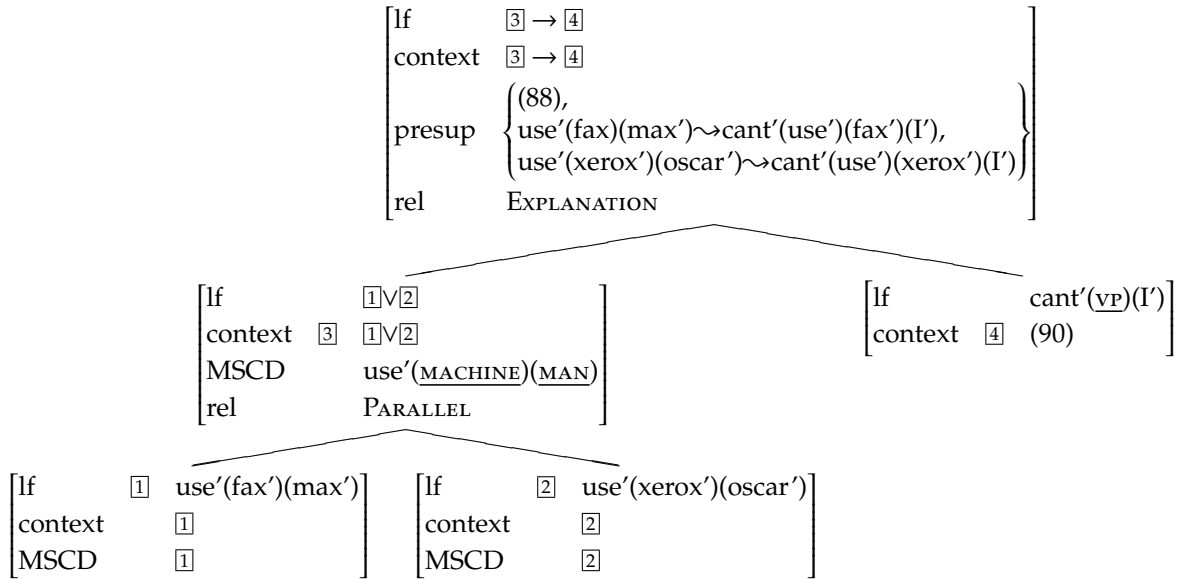 lf 3 → 4
context 3 → 4
presup {(88),
use’(fax)(max’)⤳cant’(use’)(fax’)(I’),
use’(xerox’)(oscar’)⤳cant’(use’)(xerox’)(I’)}
rel EXPLANATION
lf 1∨2
context 3 1∨2
MSCD use’(MACHINE)(MAN)
rel PARALLEL
lf cant’(VP)(I’)
context 4 (90)
lf 1 use’(fax’)(max’)
context 1
MSCD 1
lf 2 use’(xerox’)(oscar’)
context 2
MSCD 2